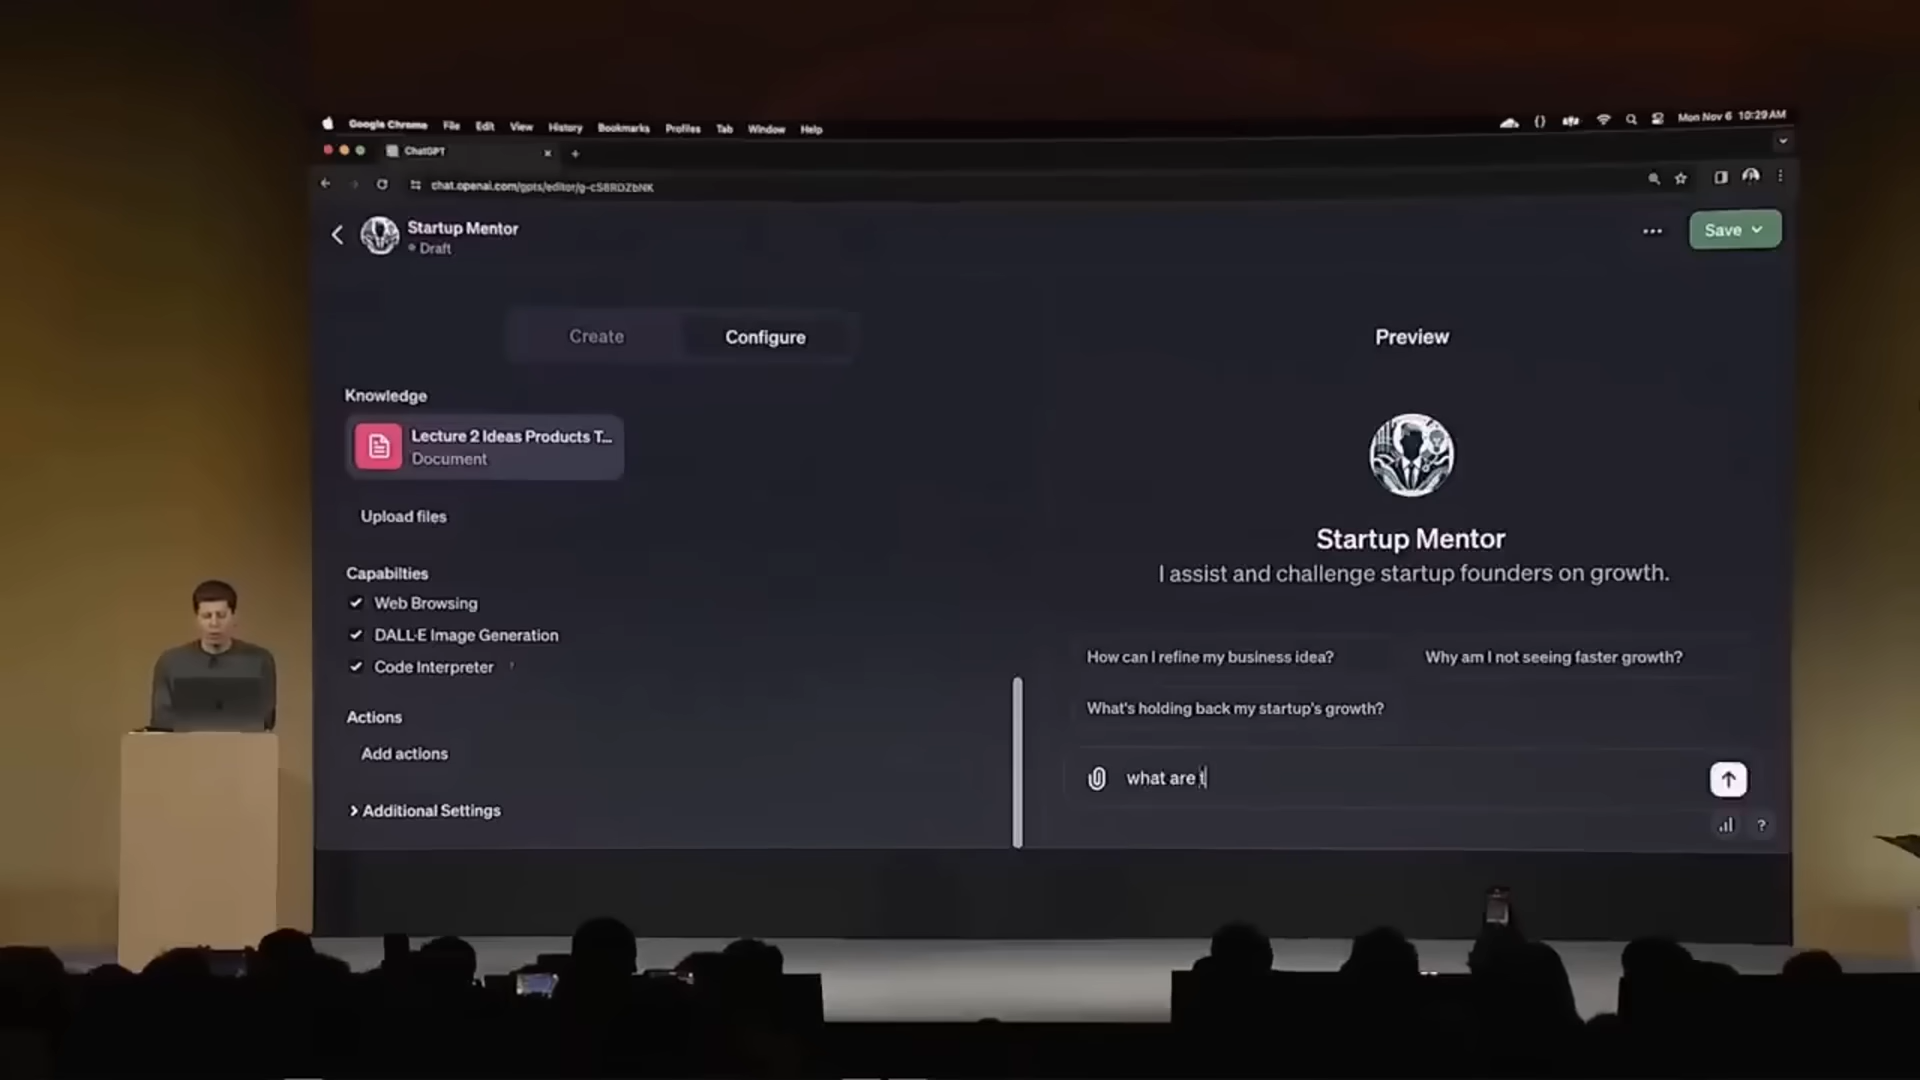 Google Chrome File Edit View History Bookmarks Profiles Tab Window Help
Mon Nov 6 10:29 AM
ChatGPT
chat.openai.com/gpts/editor/g-cS8RDZbNK
Startup Mentor
Draft
Save
Create
Configure
Knowledge
Lecture 2 Ideas Products T...
Document
Upload files
Capabilties
Web Browsing
DALL·E Image Generation
Code Interpreter
Actions
Add actions
Additional Settings
Preview
Startup Mentor
I assist and challenge startup founders on growth.
How can I refine my business idea?
Why am I not seeing faster growth?
What's holding back my startup's growth?
what are t
?